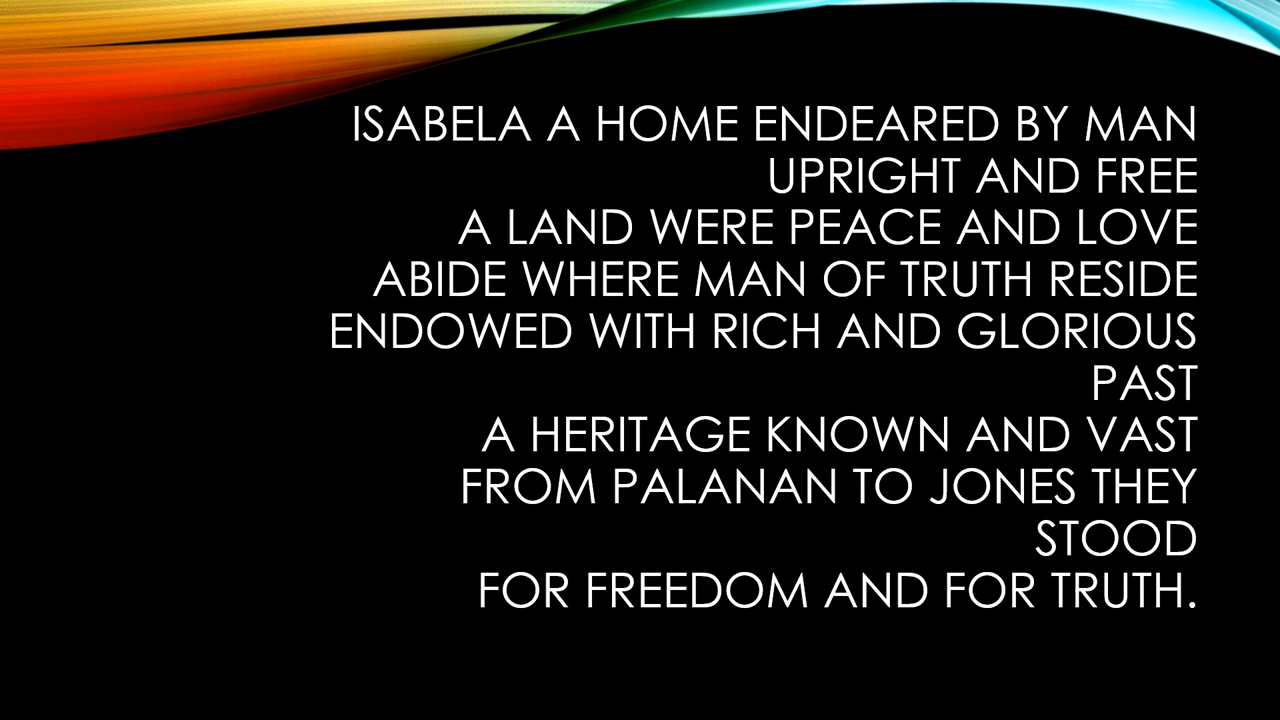 ISABELA A HOME ENDEARED BY MAN
UPRIGHT AND FREE
A LAND WERE PEACE AND LOVE
ABIDE WHERE MAN OF TRUTH RESIDE
ENDOWED WITH RICH AND GLORIOUS
PAST
A HERITAGE KNOWN AND VAST
FROM PALANAN TO JONES THEY
STOOD
FOR FREEDOM AND FOR TRUTH.